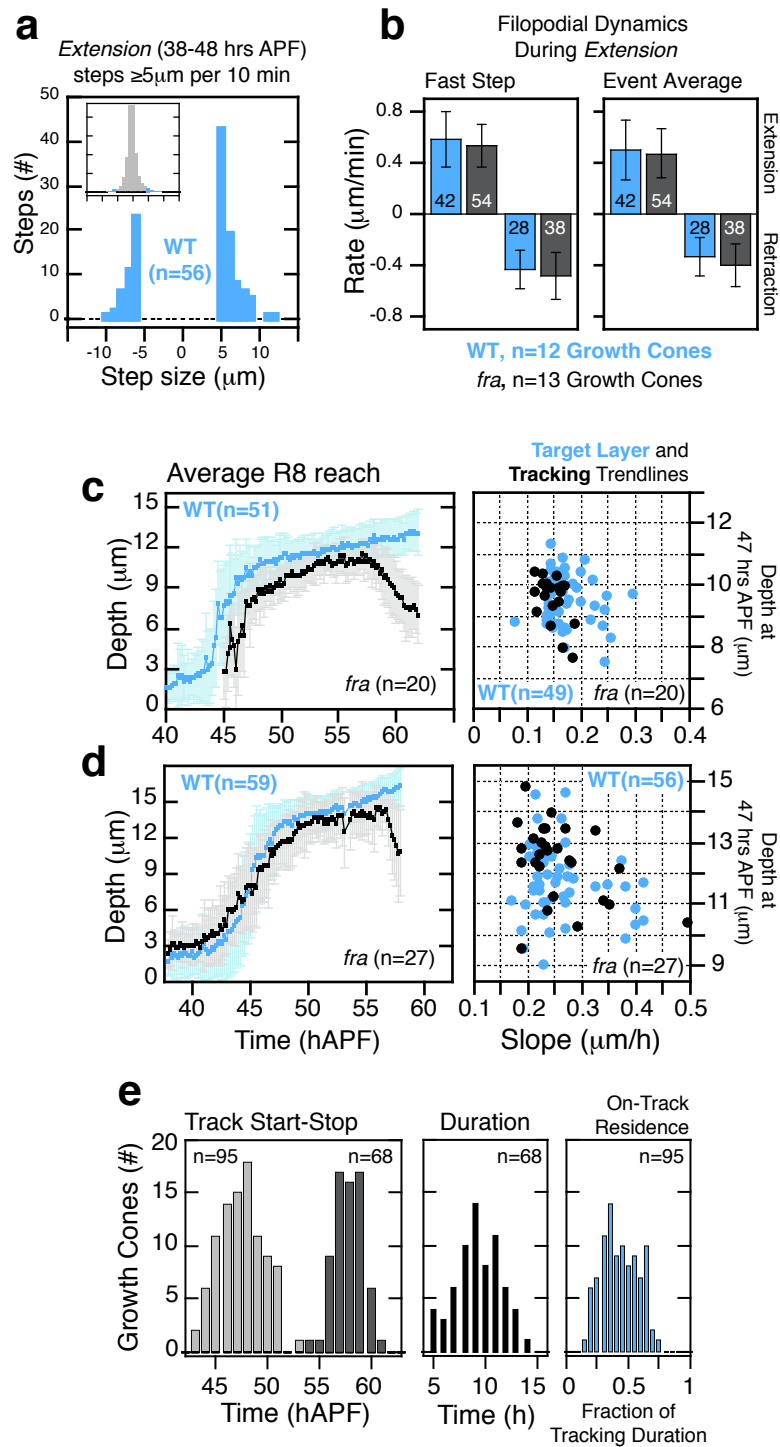 a
Extension (38-48 hrs APF)
steps ≥5μm per 10 min
50
40
30
20
10
0
Steps (#)
WT
(n=56)
-10 -5 0 5 10
Step size (μm)
b
Filopodial Dynamics
During Extension
Fast Step
Event Average
0.8
0.4
0
-0.4
-0.8
Rate (μm/min)
42 54 28 38
42 54 28 38
Extension
Retraction
WT, n=12 Growth Cones
fra, n=13 Growth Cones
c
Average R8 reach
15
12
9
6
3
0
Depth (μm)
WT(n=51)
fra (n=20)
40 45 50 55 60
Target Layer and
Tracking Trendlines
12
10
8
6
Depth at
47 hrs APF (μm)
WT(n=49) fra (n=20)
0 0.1 0.2 0.3 0.4
d
15
12
9
6
3
0
Depth (μm)
WT(n=59)
fra (n=27)
40 45 50 55 60
Time (hAPF)
WT(n=56)
15
13
11
9
Depth at
47 hrs APF (μm)
fra (n=27)
0.1 0.2 0.3 0.4 0.5
Slope (μm/h)
e
Track Start-Stop
20
15
10
5
0
Growth Cones (#)
n=95 n=68
45 50 55 60
Time (hAPF)
Duration
n=68
5 10 15
Time (h)
On-Track
Residence
n=95
0 0.5 1
Fraction of
Tracking Duration